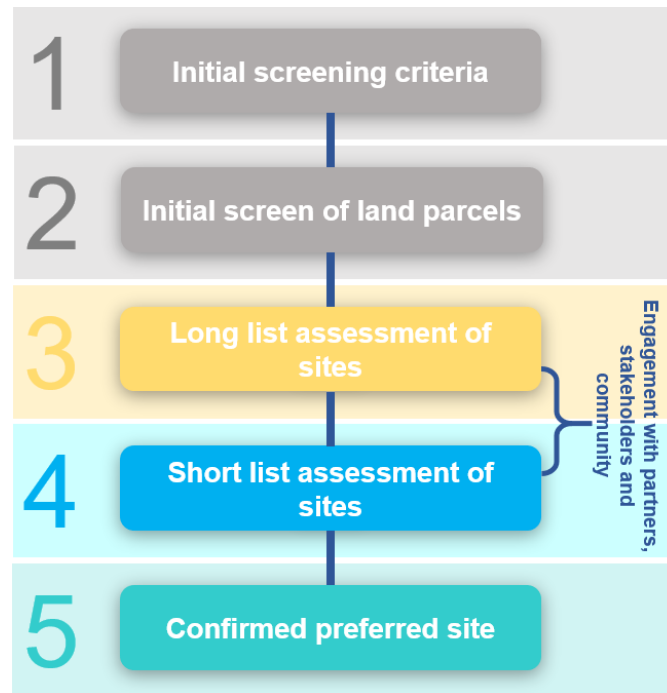 1
Initial screening criteria
2
Initial screen of land parcels
3
Long list assessment of
sites
4
Short list assessment of
sites
5
Confirmed preferred site
Engagement with partners,
stakeholders and
community